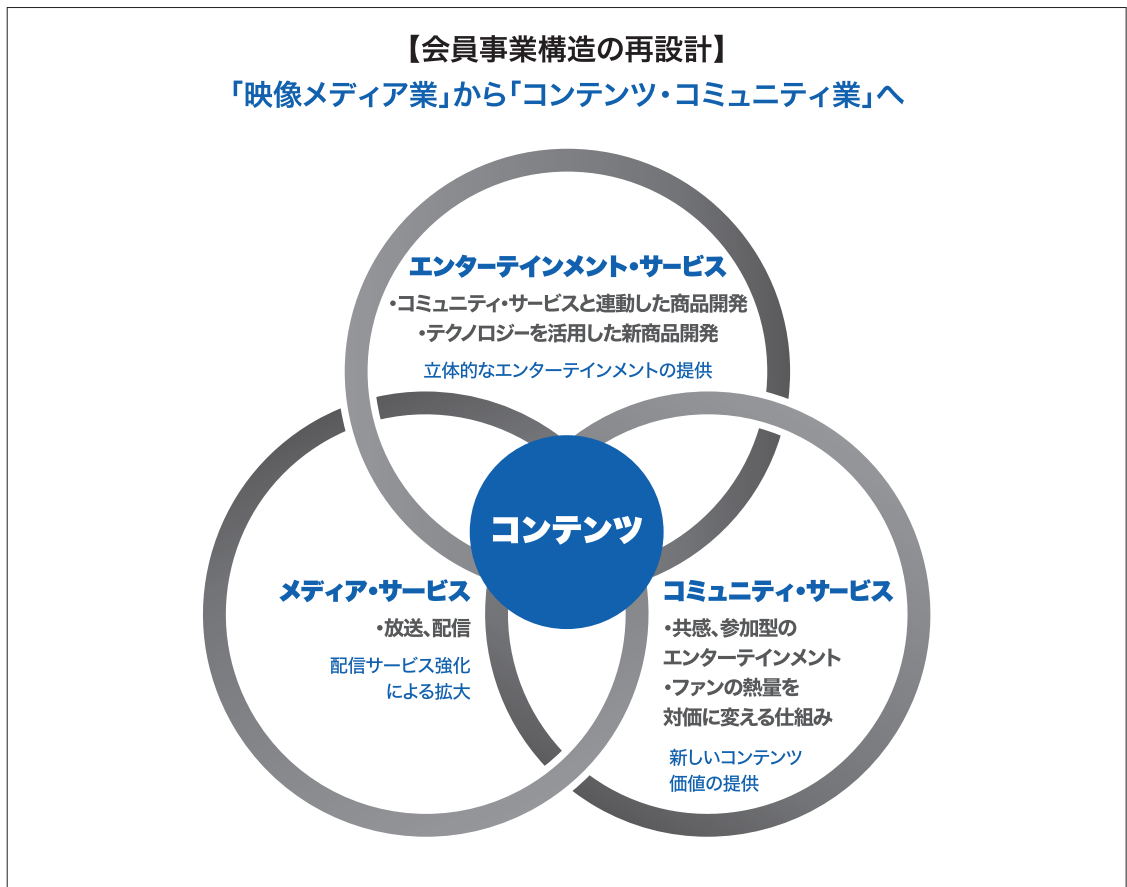 【会員事業構造の再設計】
「映像メディア業」から「コンテンツ・コミュニティ業」へ
エンターテインメント・サービス
・コミュニティ・サービスと連動した商品開発
・テクノロジーを活用した新商品開発
立体的なエンターテインメントの提供
コンテンツ
メディア・サービス
・放送、配信
配信サービス強化
による拡大
コミュニティ・サービス
・共感、参加型の
エンターテインメント
・ファンの熱量を
対価に変える仕組み
新しいコンテンツ
価値の提供